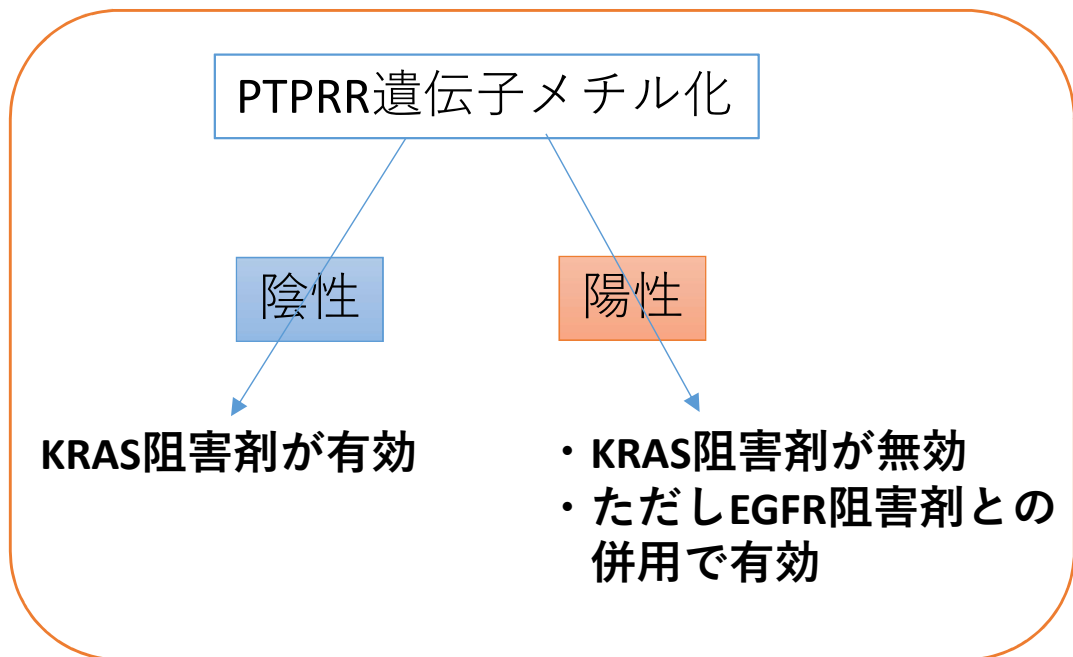 PTPRR遺伝子メチル化
陰性
陽性
KRAS阻害剤が有効
・KRAS阻害剤が無効
・ただしEGFR阻害剤との
併用で有効